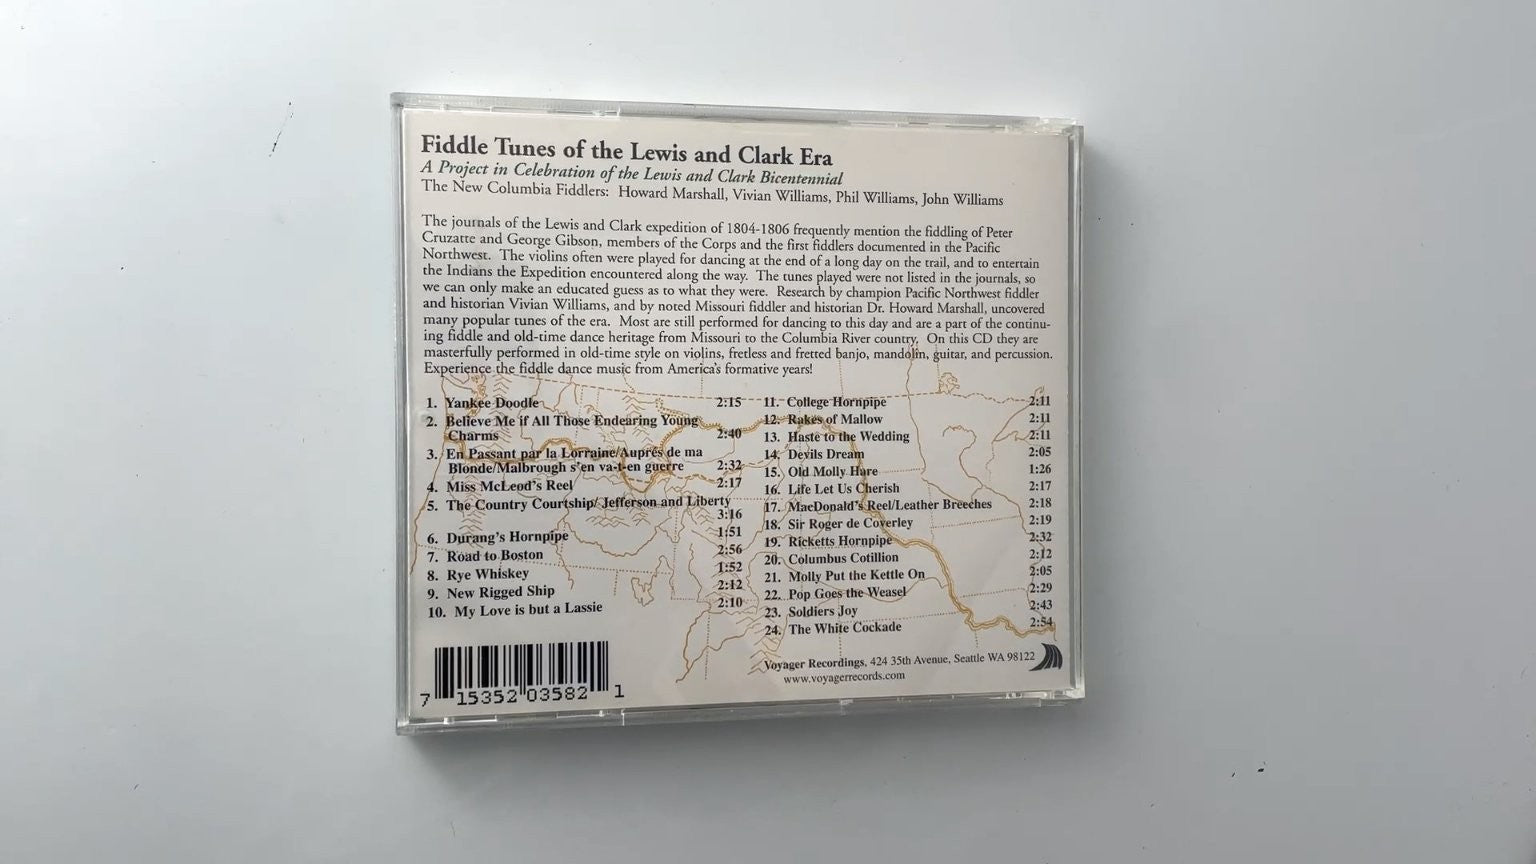 Fiddle Tunes of the Lewis and Clark Era
A Project in Celebration of the Lewis and Clark Bicentennial
The New Columbia Fiddlers: Howard Marshall, Vivian Williams, Phil Williams, John Williams
The journals of the Lewis and Clark expedition of 1804-1806 frequently mention the fiddling of Peter
Cruzatte and George Gibson, members of the Corps and the first fiddlers documented in the Pacific
Northwest. The violins often were played for dancing at the end of a long day on the trail, and to entertain
the Indians the Expedition encountered along the way. The tunes played were not listed in the journals, so
we can only make an educated guess as to what they were. Research by champion Pacific Northwest fiddler
and historian Vivian Williams, and by noted Missouri fiddler and historian Dr. Howard Marshall, uncovered
many popular tunes of the era. Most are still performed for dancing to this day and are a part of the continu-
ing fiddle and old-time dance heritage from Missouri to the Columbia River country. On this CD they are
masterfully performed in old-time style on violins, fretless and fretted banjo, mandolin, guitar, and percussion.
Experience the fiddle dance music from America's formative years!
1. Yankee Doodle 2:15
2. Believe Me if All Those Endearing Young
Charms 2:40
3. En Passant par la Lorraine/Auprés de ma
Blonde/Malbrough s'en va-t-en guerre 2:32
4. Miss McLeod's Reel 2:17
5. The Country Courtship/ Jefferson and Liberty
3:16
6. Durang's Hornpipe 1:51
7. Road to Boston 2:56
8. Rye Whiskey 1:52
9. New Rigged Ship 2:12
10. My Love is but a Lassie 2:10
11. College Hornpipe 2:11
12. Rakes of Mallow 2:11
13. Haste to the Wedding 2:11
14. Devils Dream 2:05
15. Old Molly Hare 1:26
16. Life Let Us Cherish 2:17
17. MacDonald's Reel/Leather Breeches 2:18
18. Sir Roger de Coverley 2:19
19. Ricketts Hornpipe 2:32
20. Columbus Cotillion 2:12
21. Molly Put the Kettle On 2:05
22. Pop Goes the Weasel 2:29
23. Soldiers Joy 2:43
24. The White Cockade 2:54
Voyager Recordings, 424 35th Avenue, Seattle WA 98122
www.voyagerrecords.com
7 15352 03582 1